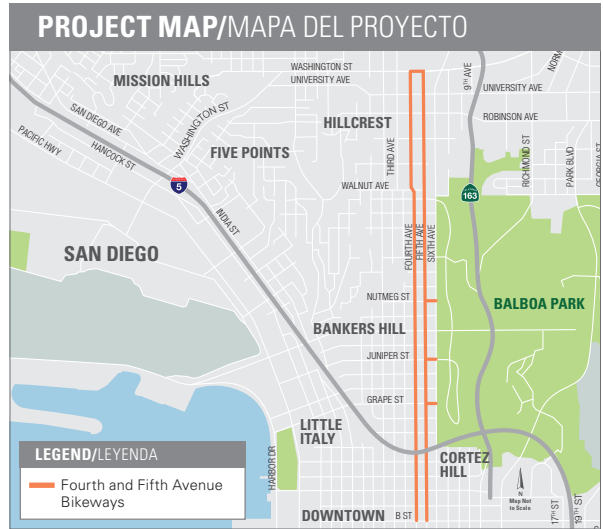 PROJECT MAP/MAPA DEL PROYECTO
WASHINGTON ST
UNIVERSITY AVE
MISSION HILLS
9TH AVE
UNIVERSITY AVE
SAN DIEGO AVE
WASHINGTON ST
HILLCREST
ROBINSON AVE
PACIFIC HWY
HANCOCK ST
FIVE POINTS
THIRD AVE
RICHMOND ST
PARK BLVD
GEORGIA ST
5
WALNUT AVE
163
INDIA ST
SAN DIEGO
FOURTH AVE
FIFTH AVE
SIXTH AVE
NUTMEG ST
BALBOA PARK
BANKERS HILL
JUNIPER ST
GRAPE ST
LITTLE
ITALY
CORTEZ
HILL
HARBOR DR
LEGEND/LEYENDA
Fourth and Fifth Avenue
Bikeways
N
Map Not
to Scale
17TH ST
19TH ST
DOWNTOWN
B ST